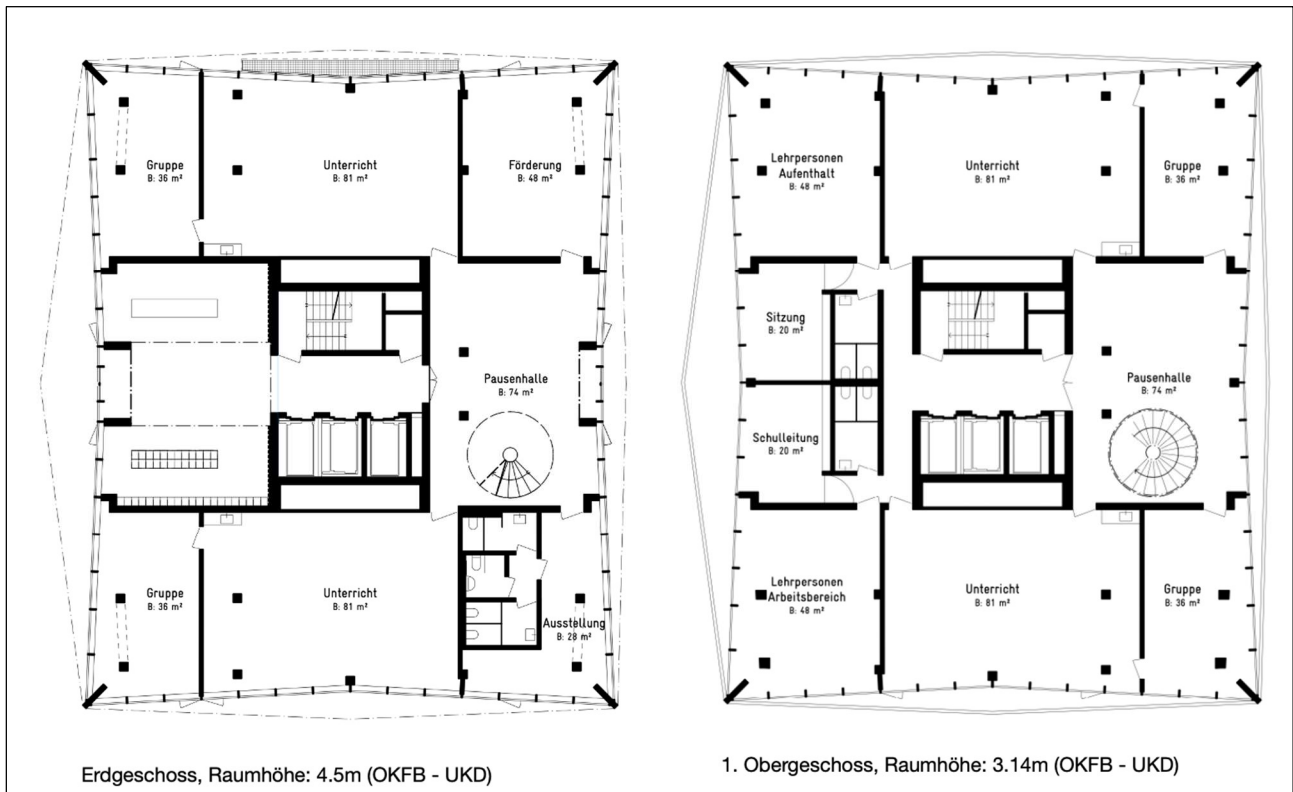 Gruppe
B: 36 m²
Unterricht
B: 81 m²
Förderung
B: 48 m²
Pausenhalle
B: 74 m²
Gruppe
B: 36 m²
Unterricht
B: 81 m²
Ausstellung
B: 28 m²
Erdgeschoss, Raumhöhe: 4.5m (OKFB - UKD)
Lehrpersonen
Aufenthalt
B: 48 m²
Unterricht
B: 81 m²
Gruppe
B: 36 m²
Sitzung
B: 20 m²
Pausenhalle
B: 74 m²
Schulleitung
B: 20 m²
Lehrpersonen
Arbeitsbereich
B: 48 m²
Unterricht
B: 81 m²
Gruppe
B: 36 m²
1. Obergeschoss, Raumhöhe: 3.14m (OKFB - UKD)